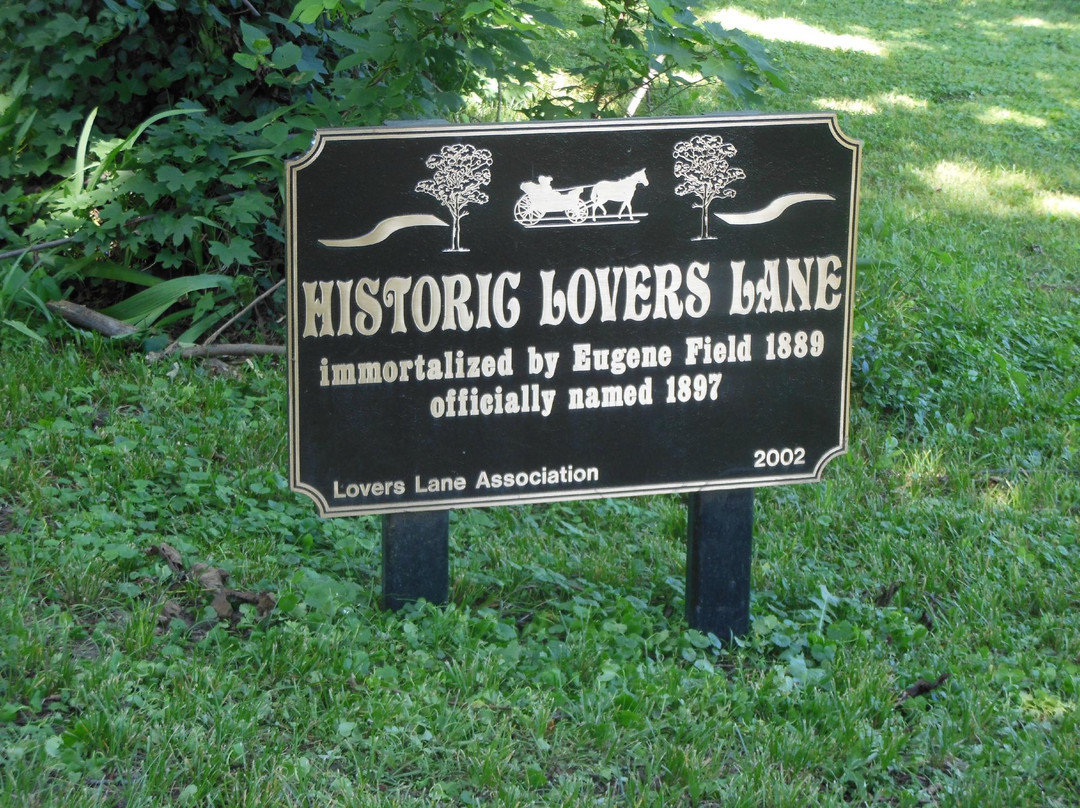 HISTORIC LOVERS LANE
immortalized by Eugene Field 1889
officially named 1897
2002
Lovers Lane Association